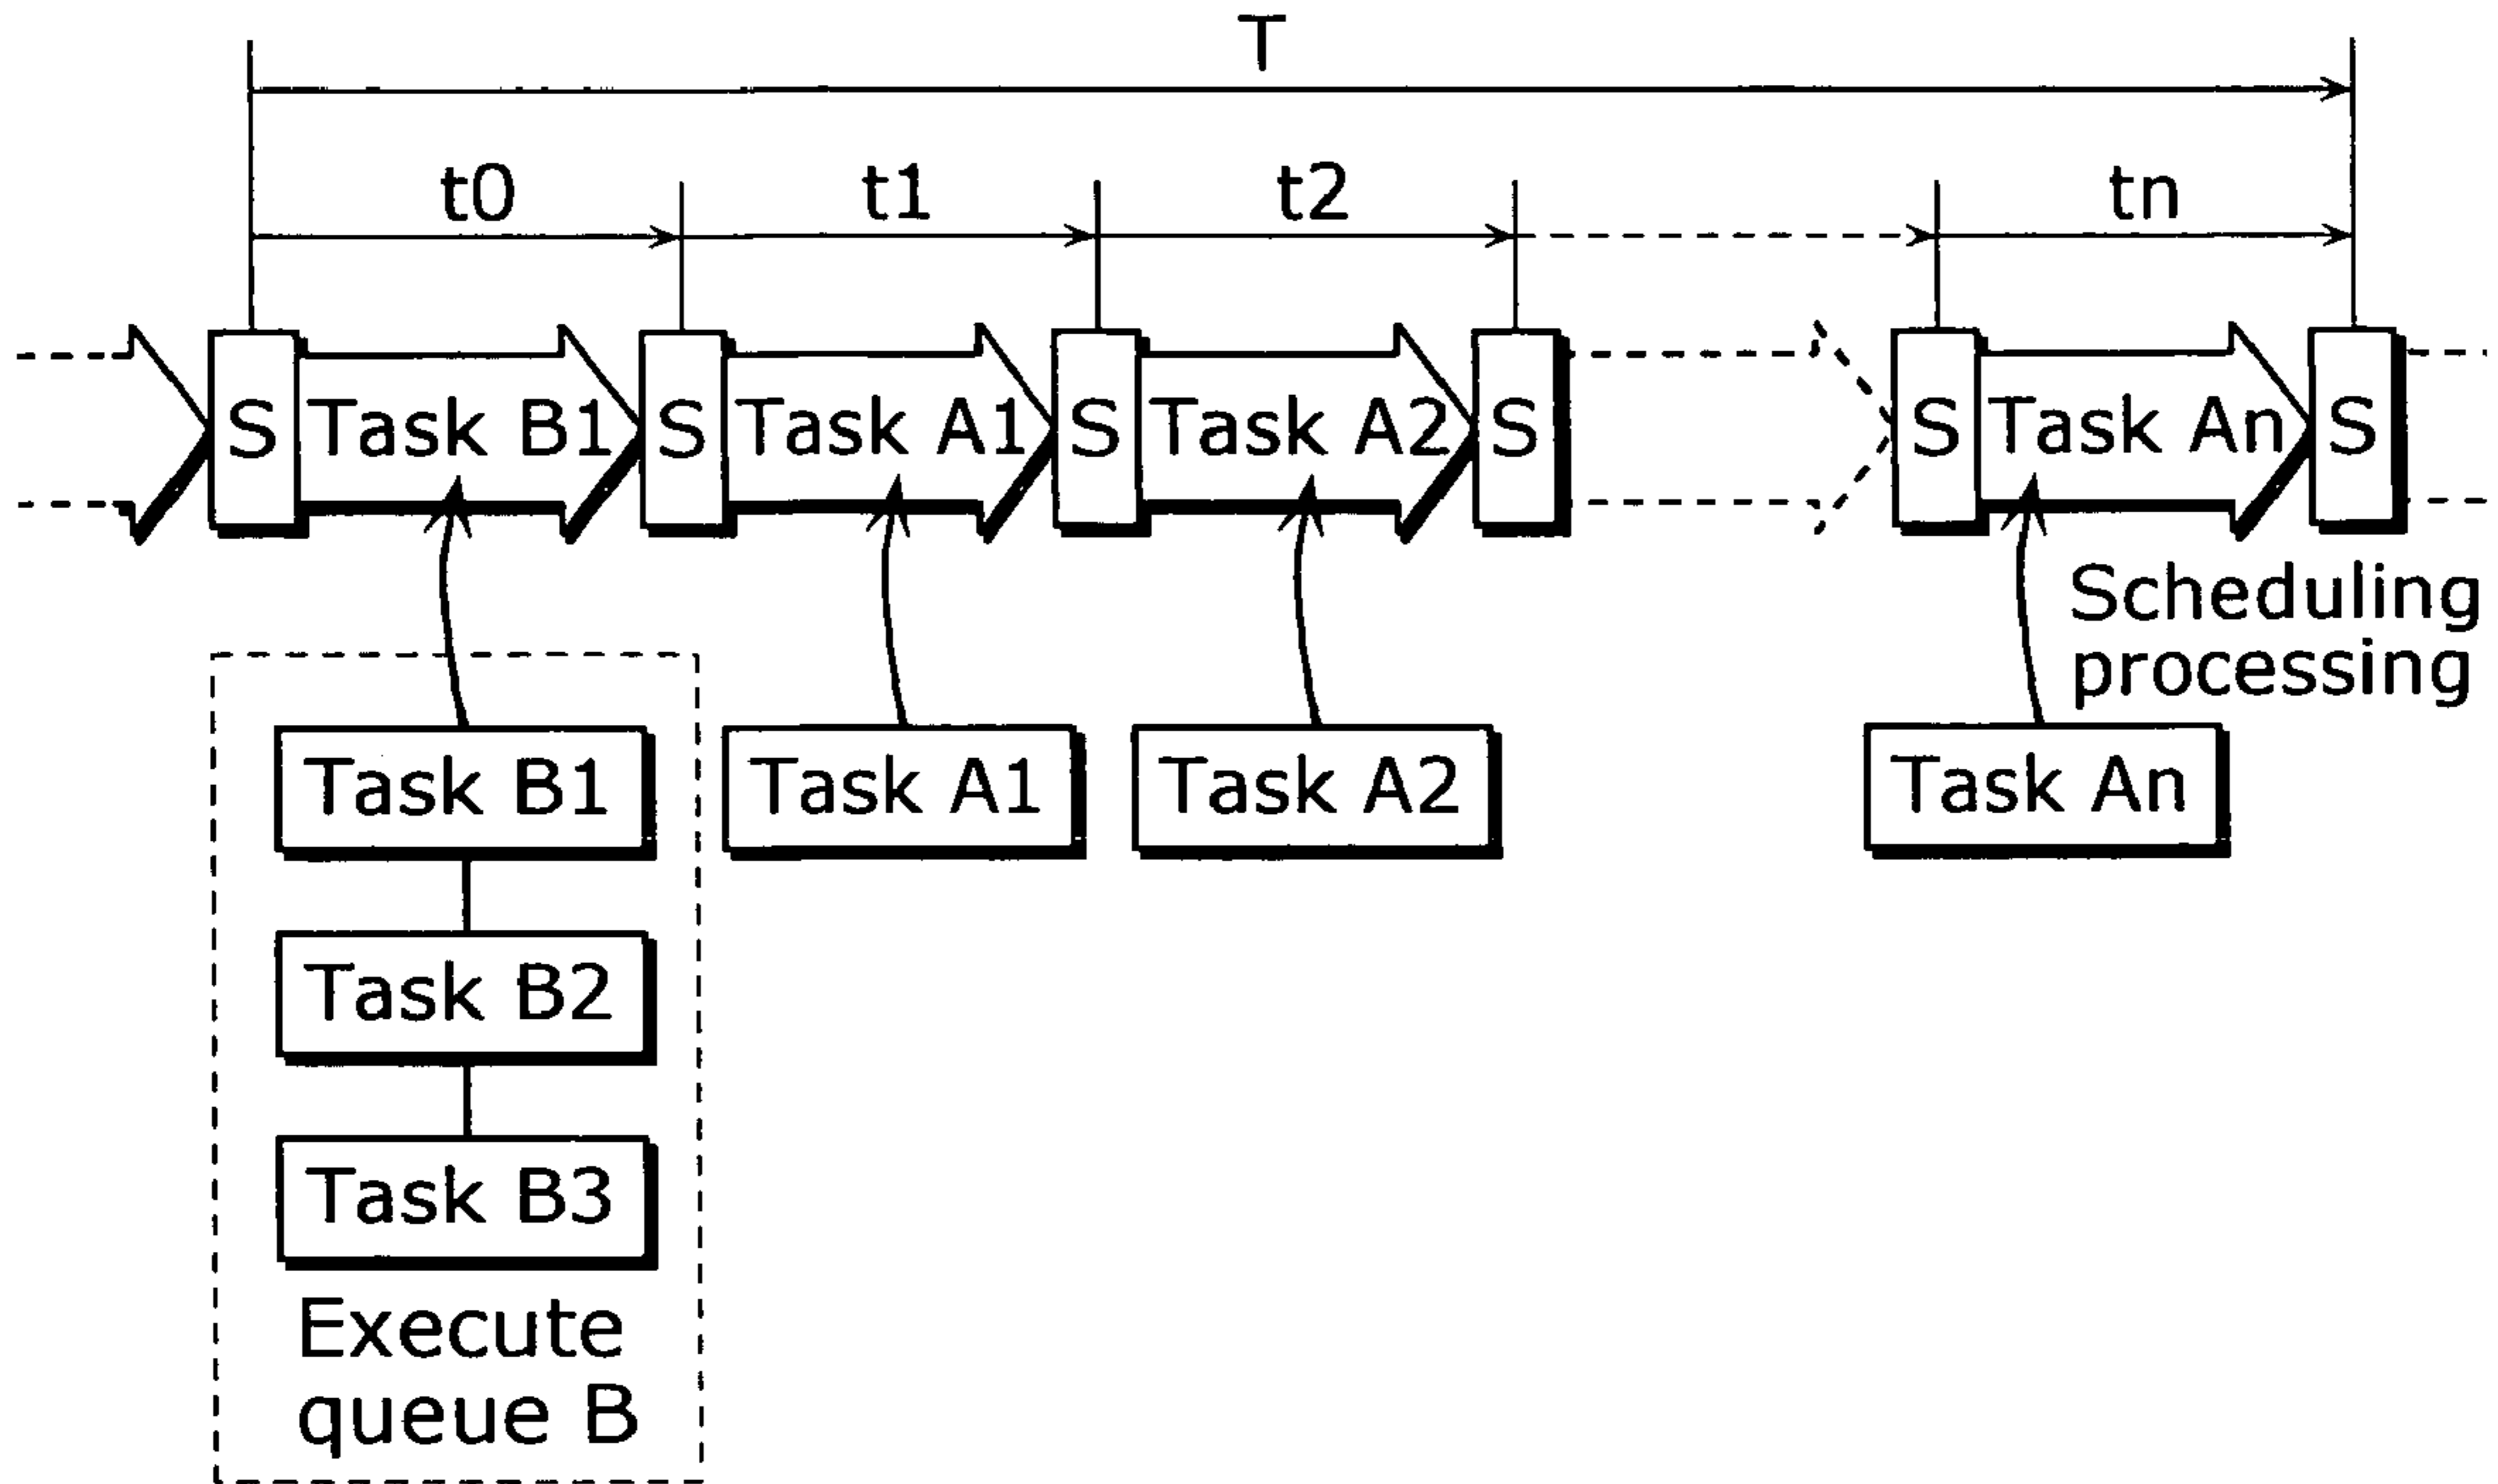 T
t0 t1 t2 tn
S Task B1 S Task A1 S Task A2 S S Task An S
Scheduling
processing
Task B1 Task A1 Task A2 Task An
Task B2
Task B3
Execute
queue B